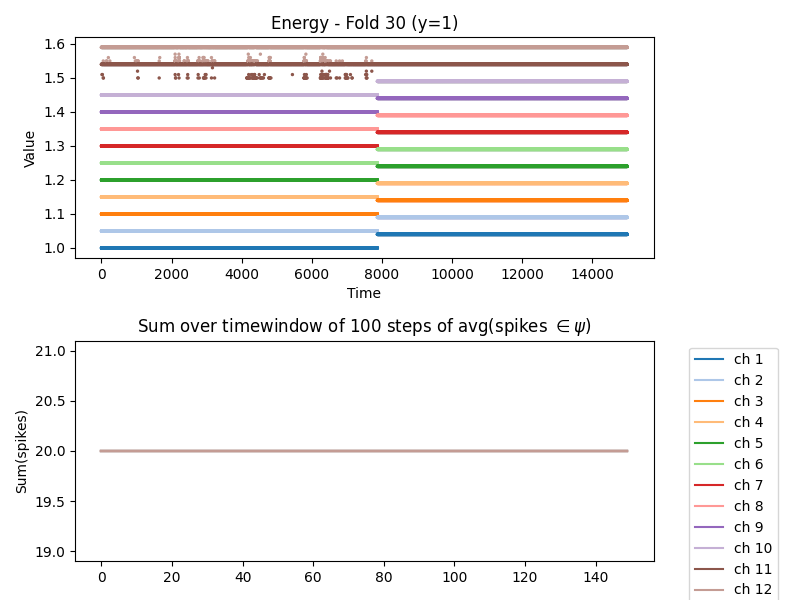 Energy - Fold 30 (y=1)
Value
1.6
1.5
1.4
1.3
1.2
1.1
1.0
0 2000 4000 6000 8000 10000 12000 14000
Time
Sum over timewindow of 100 steps of avg(spikes ∈ ψ)
Sum(spikes)
21.0
20.5
20.0
19.5
19.0
0 20 40 60 80 100 120 140
ch 1
ch 2
ch 3
ch 4
ch 5
ch 6
ch 7
ch 8
ch 9
ch 10
ch 11
ch 12